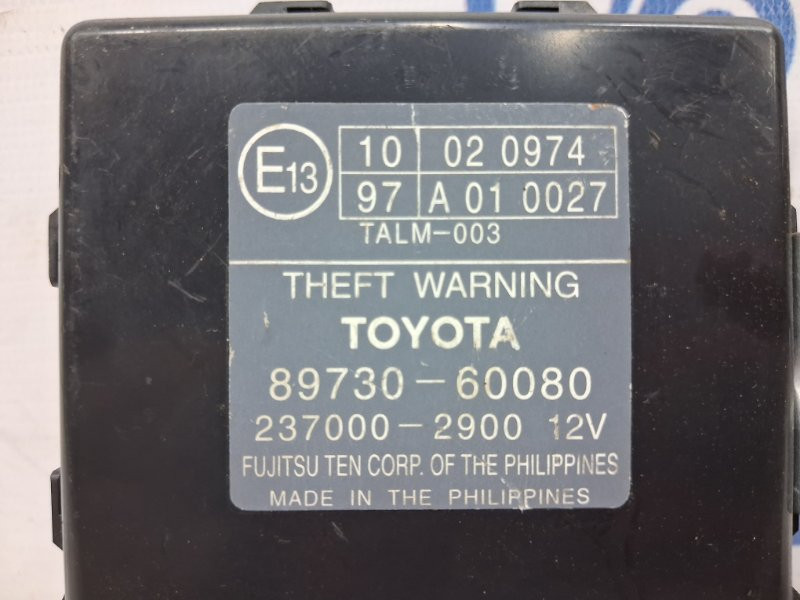 E13
10 02 0974
97 A 01 0027
TALM-003
THEFT WARNING
TOYOTA
89730-60080
237000-2900 12V
FUJITSU TEN CORP. OF THE PHILIPPINES
MADE IN THE PHILIPPINES